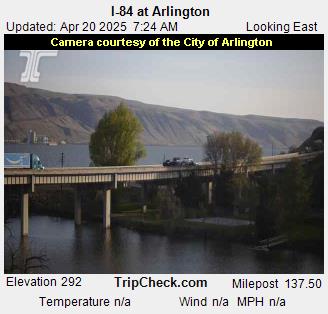 I-84 at Arlington
Updated: Apr 20 2025 7:24 AM Looking East
Camera courtesy of the City of Arlington
Elevation 292 TripCheck.com Milepost 137.50
Temperature n/a Wind n/a MPH n/a